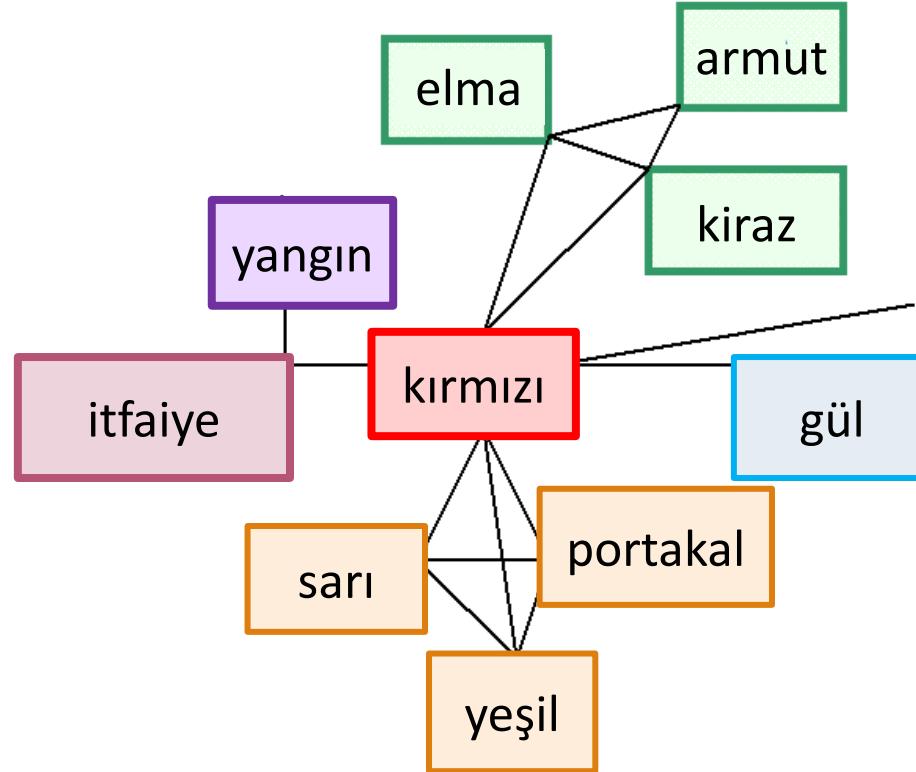 armut
elma
kiraz
yangın
kırmızı
itfaiye
gül
portakal
sarı
yeşil